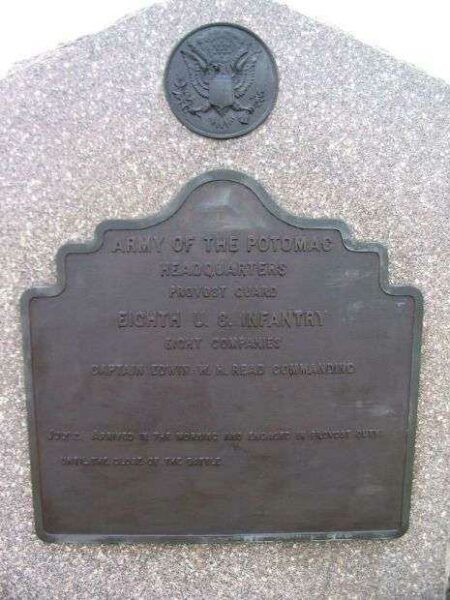 ARMY OF THE POTOMAC
HEADQUARTERS
PROVOST GUARD
EIGHTH U. S. INFANTRY
EIGHT COMPANIES
CAPTAIN EDWIN W. H. READ COMMANDING
JULY 2. ARRIVED IN THE MORNING AND ENGAGED IN PROVOST DUTY
UNTIL THE CLOSE OF THE BATTLE